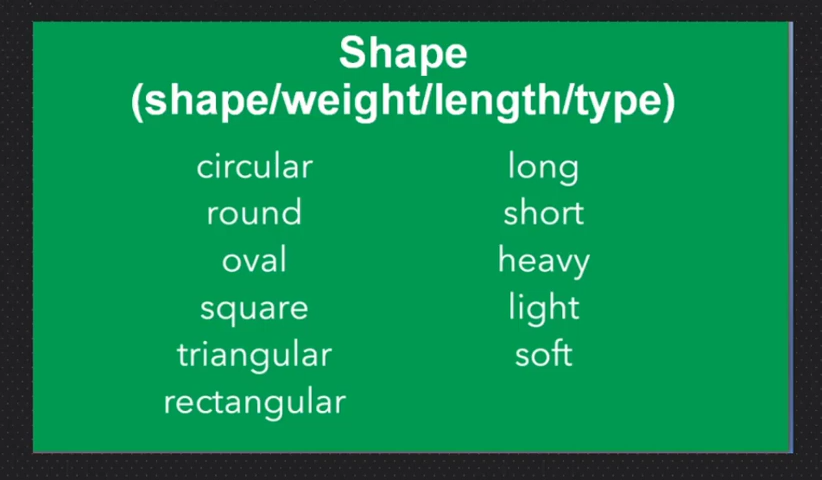 Shape
(shape/weight/length/type)
circular
round
oval
square
triangular
rectangular
long
short
heavy
light
soft